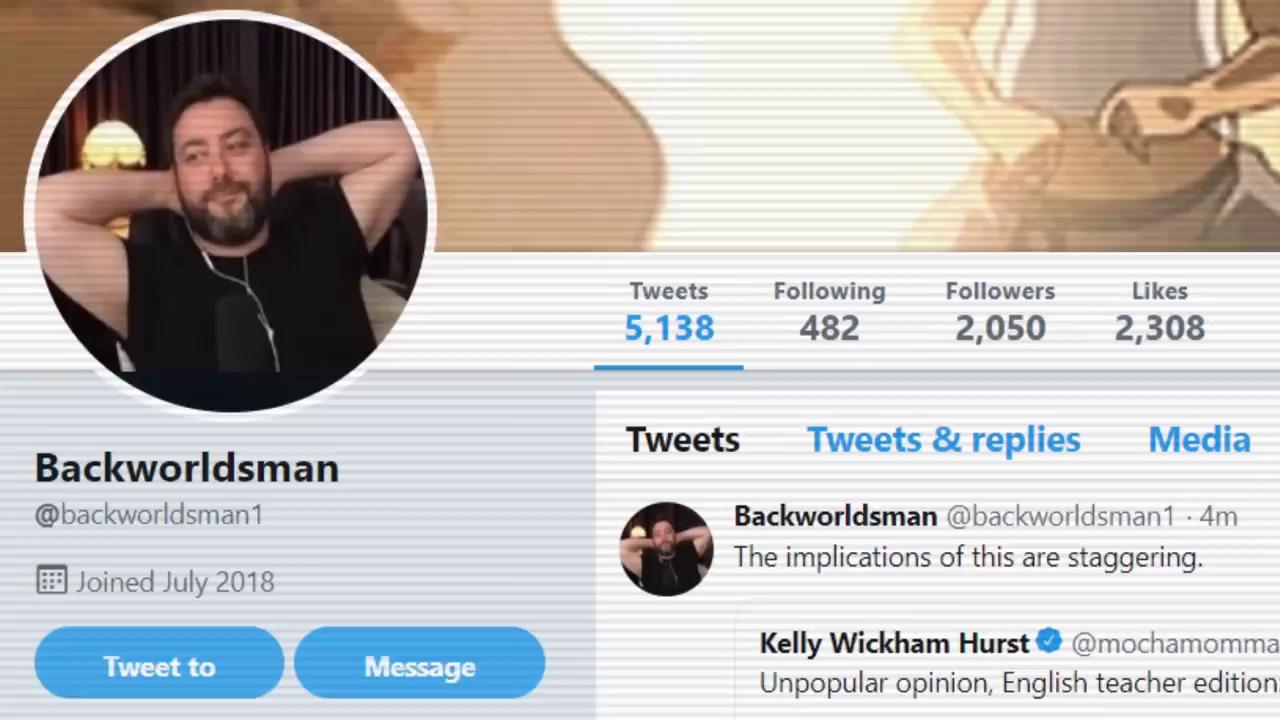 Tweets Following Followers Likes
5,138 482 2,050 2,308
Backworldsman
@backworldsman1
Joined July 2018
Tweet to Message
Tweets Tweets & replies Media
Backworldsman @backworldsman1 · 4m
The implications of this are staggering.
Kelly Wickham Hurst @mochamomma
Unpopular opinion, English teacher edition: